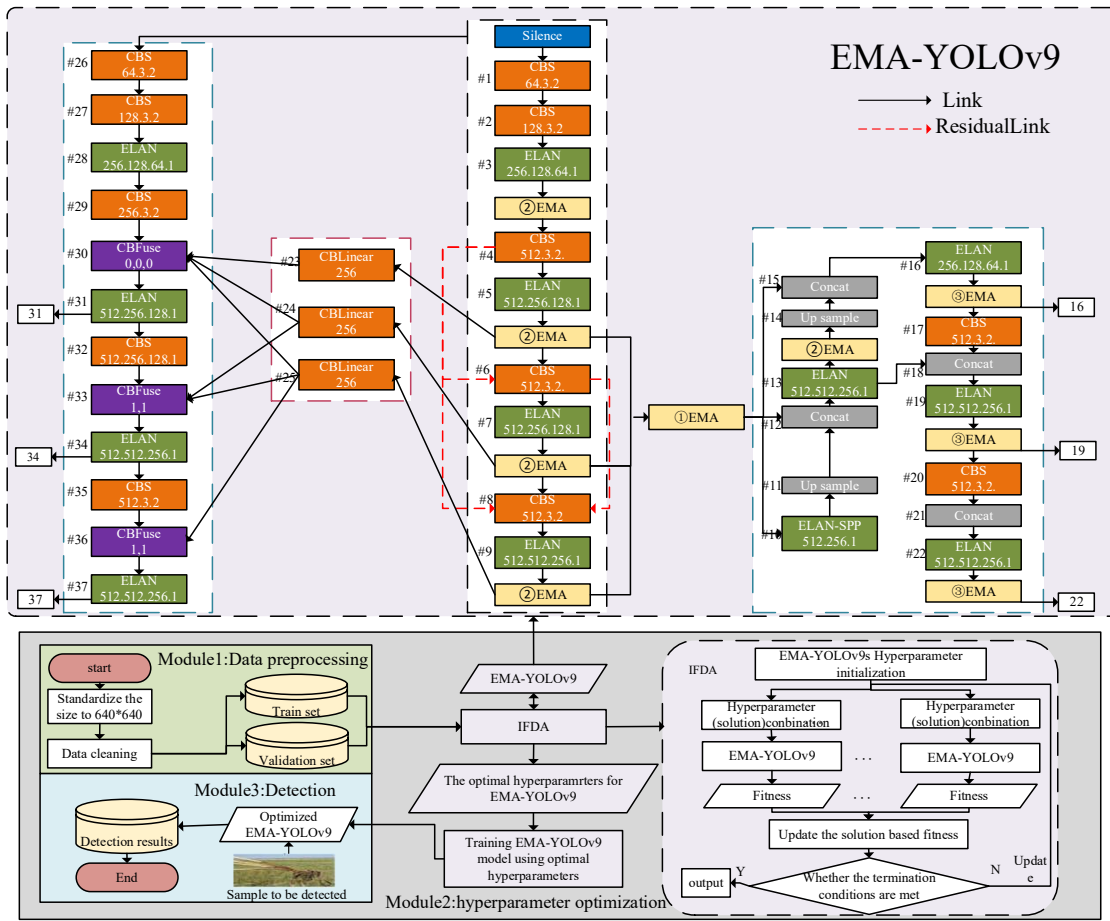 EMA-YOLOv9
Link
ResidualLink
#26
CBS
64.3.2
#27
CBS
128.3.2
#28
ELAN
256.128.64.1
#29
CBS
256.3.2
#30
CBFuse
0,0,0
#31
ELAN
512.256.128.1
31
#32
CBS
512.256.128.1
#33
CBFuse
1,1
#34
ELAN
512.512.256.1
34
#35
CBS
512.3.2
#36
CBFuse
1,1
#37
ELAN
512.512.256.1
37
#23
CBLinear
256
#24
CBLinear
256
#25
CBLinear
256
Silence
#1
CBS
64.3.2
#2
CBS
128.3.2
#3
ELAN
256.128.64.1
②EMA
#4
CBS
512.3.2.
#5
ELAN
512.256.128.1
②EMA
#6
CBS
512.3.2.
#7
ELAN
512.256.128.1
②EMA
#8
CBS
512.3.2
#9
ELAN
512.512.256.1
②EMA
①EMA
#15
Concat
#14
Up sample
②EMA
#13
ELAN
512.512.256.1
#12
Concat
#11
Up sample
ELAN-SPP
512.256.1
#16
ELAN
256.128.64.1
③EMA
16
#17
CBS
512.3.2.
#18
Concat
#19
ELAN
512.512.256.1
③EMA
19
#20
CBS
512.3.2.
#21
Concat
#22
ELAN
512.512.256.1
③EMA
22
Module1:Data preprocessing
start
Standardize the
size to 640*640
Data cleaning
Train set
Validation set
Module3:Detection
Detection results
End
Optimized
EMA-YOLOv9
Sample to be detected
EMA-YOLOv9
IFDA
The optimal hyperparamrters for
EMA-YOLOv9
Training EMA-YOLOv9
model using optimal
hyperparameters
Module2:hyperparameter optimization
IFDA
EMA-YOLOv9s Hyperparameter
initialization
Hyperparameter
(solution)conbination
Hyperparameter
(solution)conbination
EMA-YOLOv9
...
EMA-YOLOv9
Fitness
...
Fitness
Update the solution based fitness
Whether the termination
conditions are met
Y
N
Updat
e
output